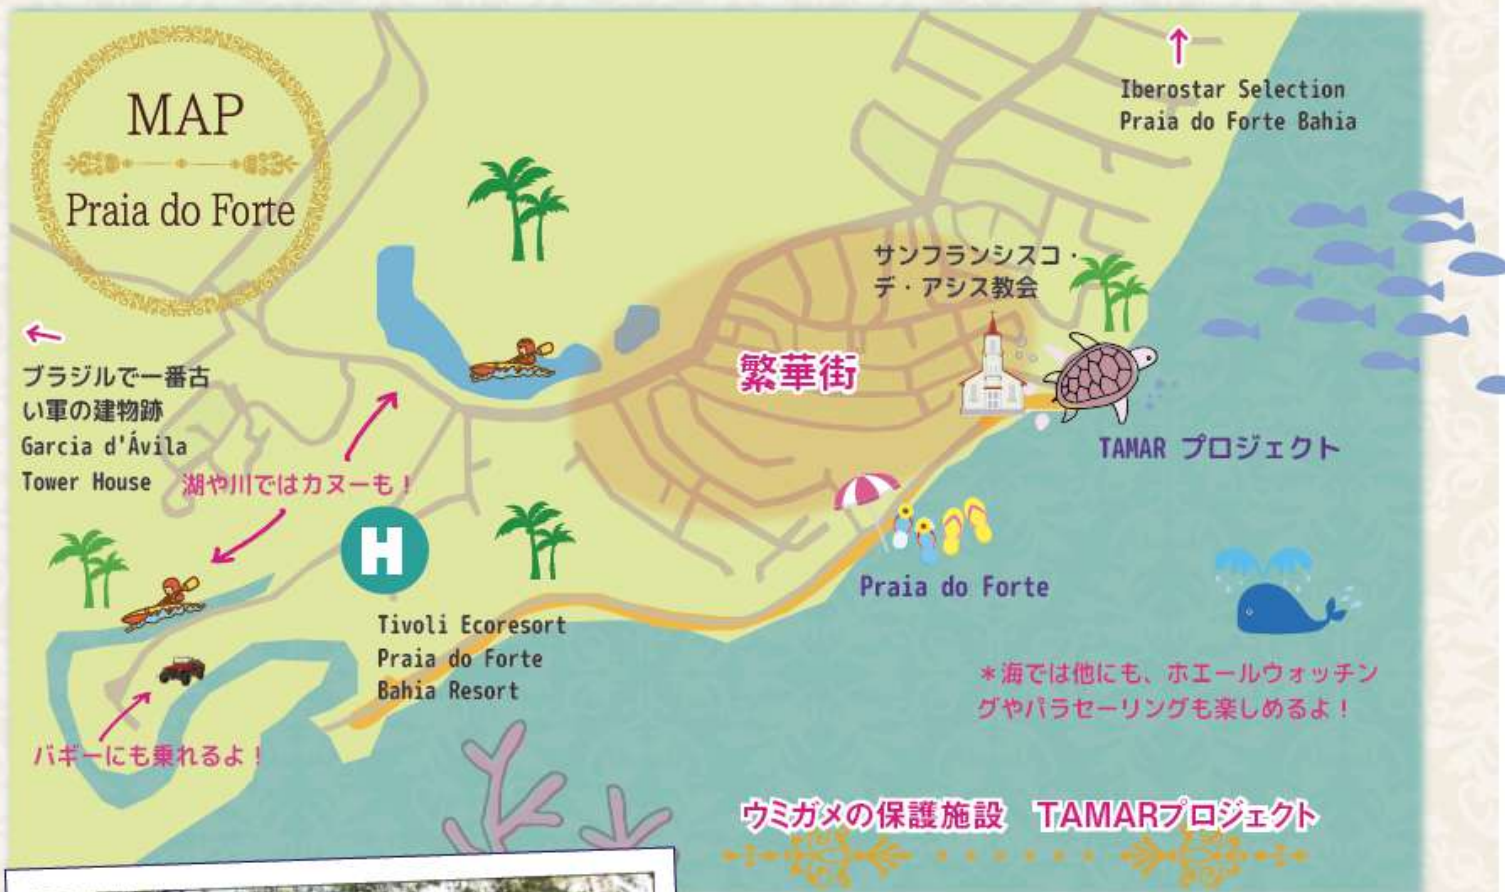 MAP
Praia do Forte
↑
Iberostar Selection
Praia do Forte Bahia
サンフランシスコ・
デ・アシス教会
繁華街
←
ブラジルで一番古
い軍の建物跡
Garcia d'Ávila
Tower House
湖や川ではカヌーも！
TAMAR プロジェクト
H
Praia do Forte
Tivoli Ecoresort
Praia do Forte
Bahia Resort
＊海では他にも、ホエールウォッチン
グやパラセーリングも楽しめるよ！
バギーにも乗れるよ！
ウミガメの保護施設　TAMARプロジェクト